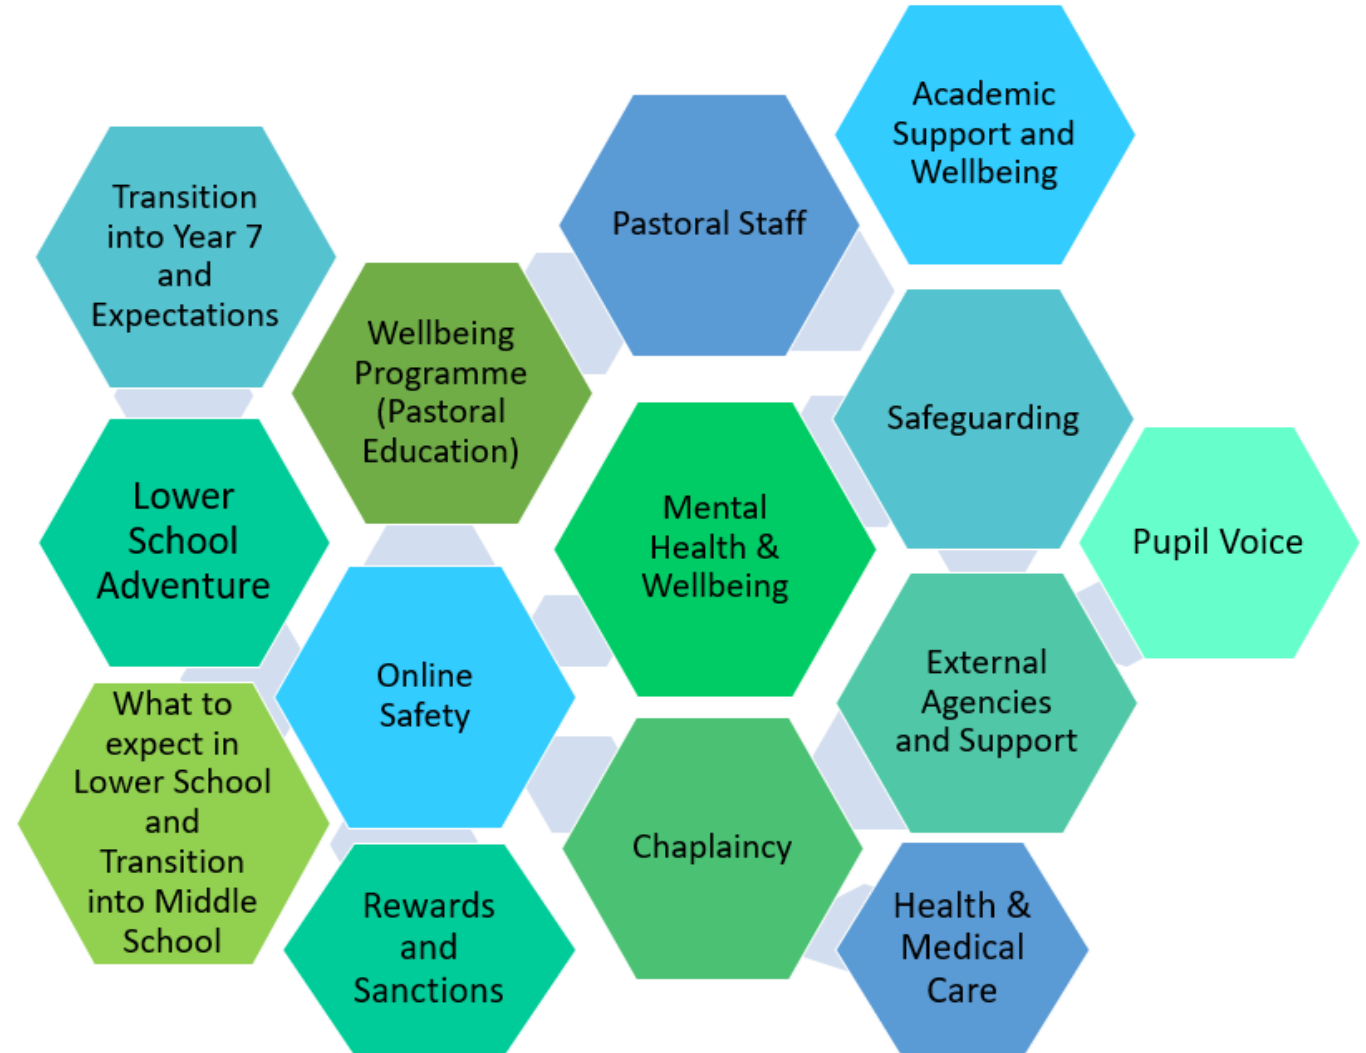 Academic
Support and
Wellbeing
Pastoral Staff
Transition
into Year 7
and
Expectations
Wellbeing
Programme
(Pastoral
Education)
Safeguarding
Lower
School
Adventure
Mental
Health &
Wellbeing
Pupil Voice
Online
Safety
External
Agencies
and Support
What to
expect in
Lower School
and
Transition
into Middle
School
Chaplaincy
Rewards
and
Sanctions
Health &
Medical
Care